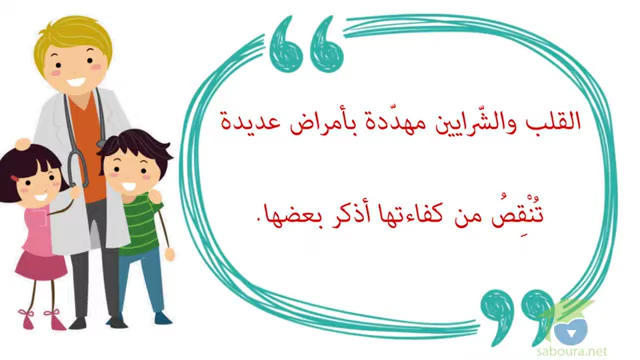 القلب والشّرايين مهدّدة بأمراض عديدة
تُنْقِصُ من كفاءتها أذكر بعضها.
saboura.net